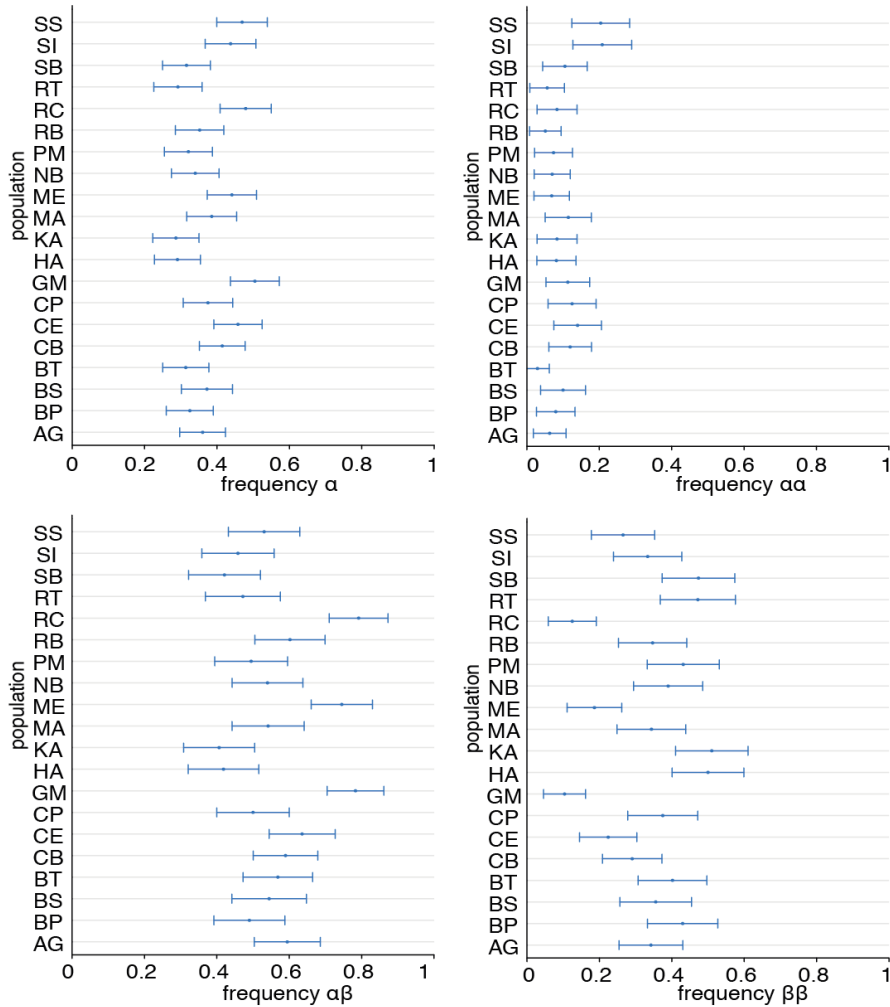 population
SS
SI
SB
RT
RC
RB
PM
NB
ME
MA
KA
HA
GM
CP
CE
CB
BT
BS
BP
AG
0 0.2 0.4 0.6 0.8 1
frequency α
population
SS
SI
SB
RT
RC
RB
PM
NB
ME
MA
KA
HA
GM
CP
CE
CB
BT
BS
BP
AG
0 0.2 0.4 0.6 0.8 1
frequency αα
population
SS
SI
SB
RT
RC
RB
PM
NB
ME
MA
KA
HA
GM
CP
CE
CB
BT
BS
BP
AG
0 0.2 0.4 0.6 0.8 1
frequency αβ
population
SS
SI
SB
RT
RC
RB
PM
NB
ME
MA
KA
HA
GM
CP
CE
CB
BT
BS
BP
AG
0 0.2 0.4 0.6 0.8 1
frequency ββ